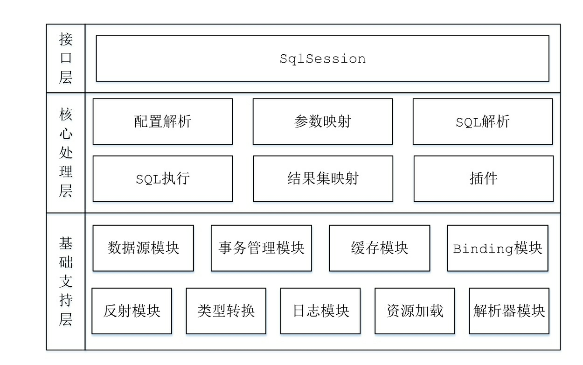 接口层
SqlSession
核心处理层
配置解析
参数映射
SQL解析
SQL执行
结果集映射
插件
基础支持层
数据源模块
事务管理模块
缓存模块
Binding模块
反射模块
类型转换
日志模块
资源加载
解析器模块